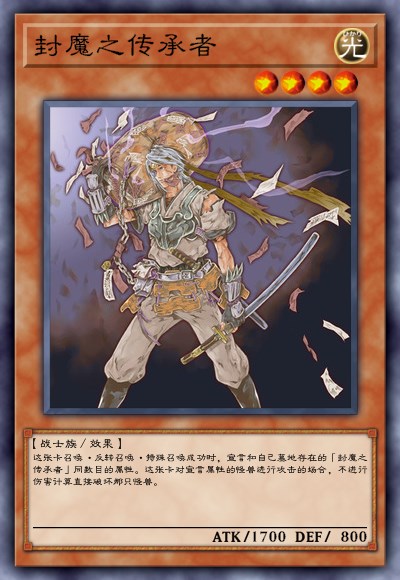 封魔之传承者
光
【战士族／效果】
这张卡召唤·反转召唤·特殊召唤成功时，宣言和自己墓地存在的「封魔之
传承者」同数目的属性。这张卡对宣言属性的怪兽进行攻击的场合，不进行
伤害计算直接破坏那只怪兽。
ATK/1700 DEF/ 800